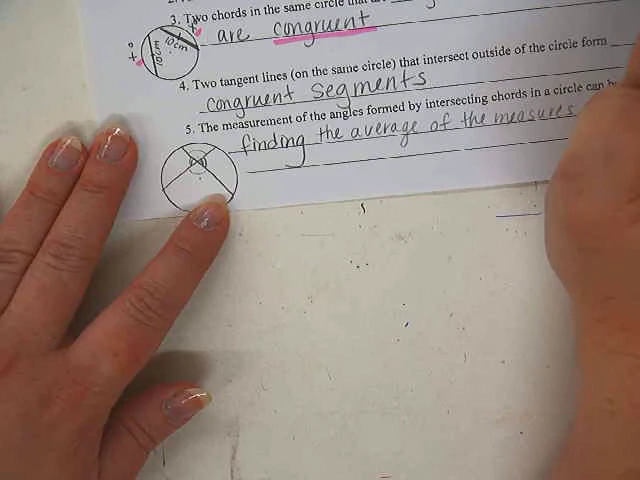 3. Two chords in the same circle that
are congruent
10cm
10cm
4. Two tangent lines (on the same circle) that intersect outside of the circle form
congruent segments
5. The measurement of the angles formed by intersecting chords in a circle can
finding the average of the measures